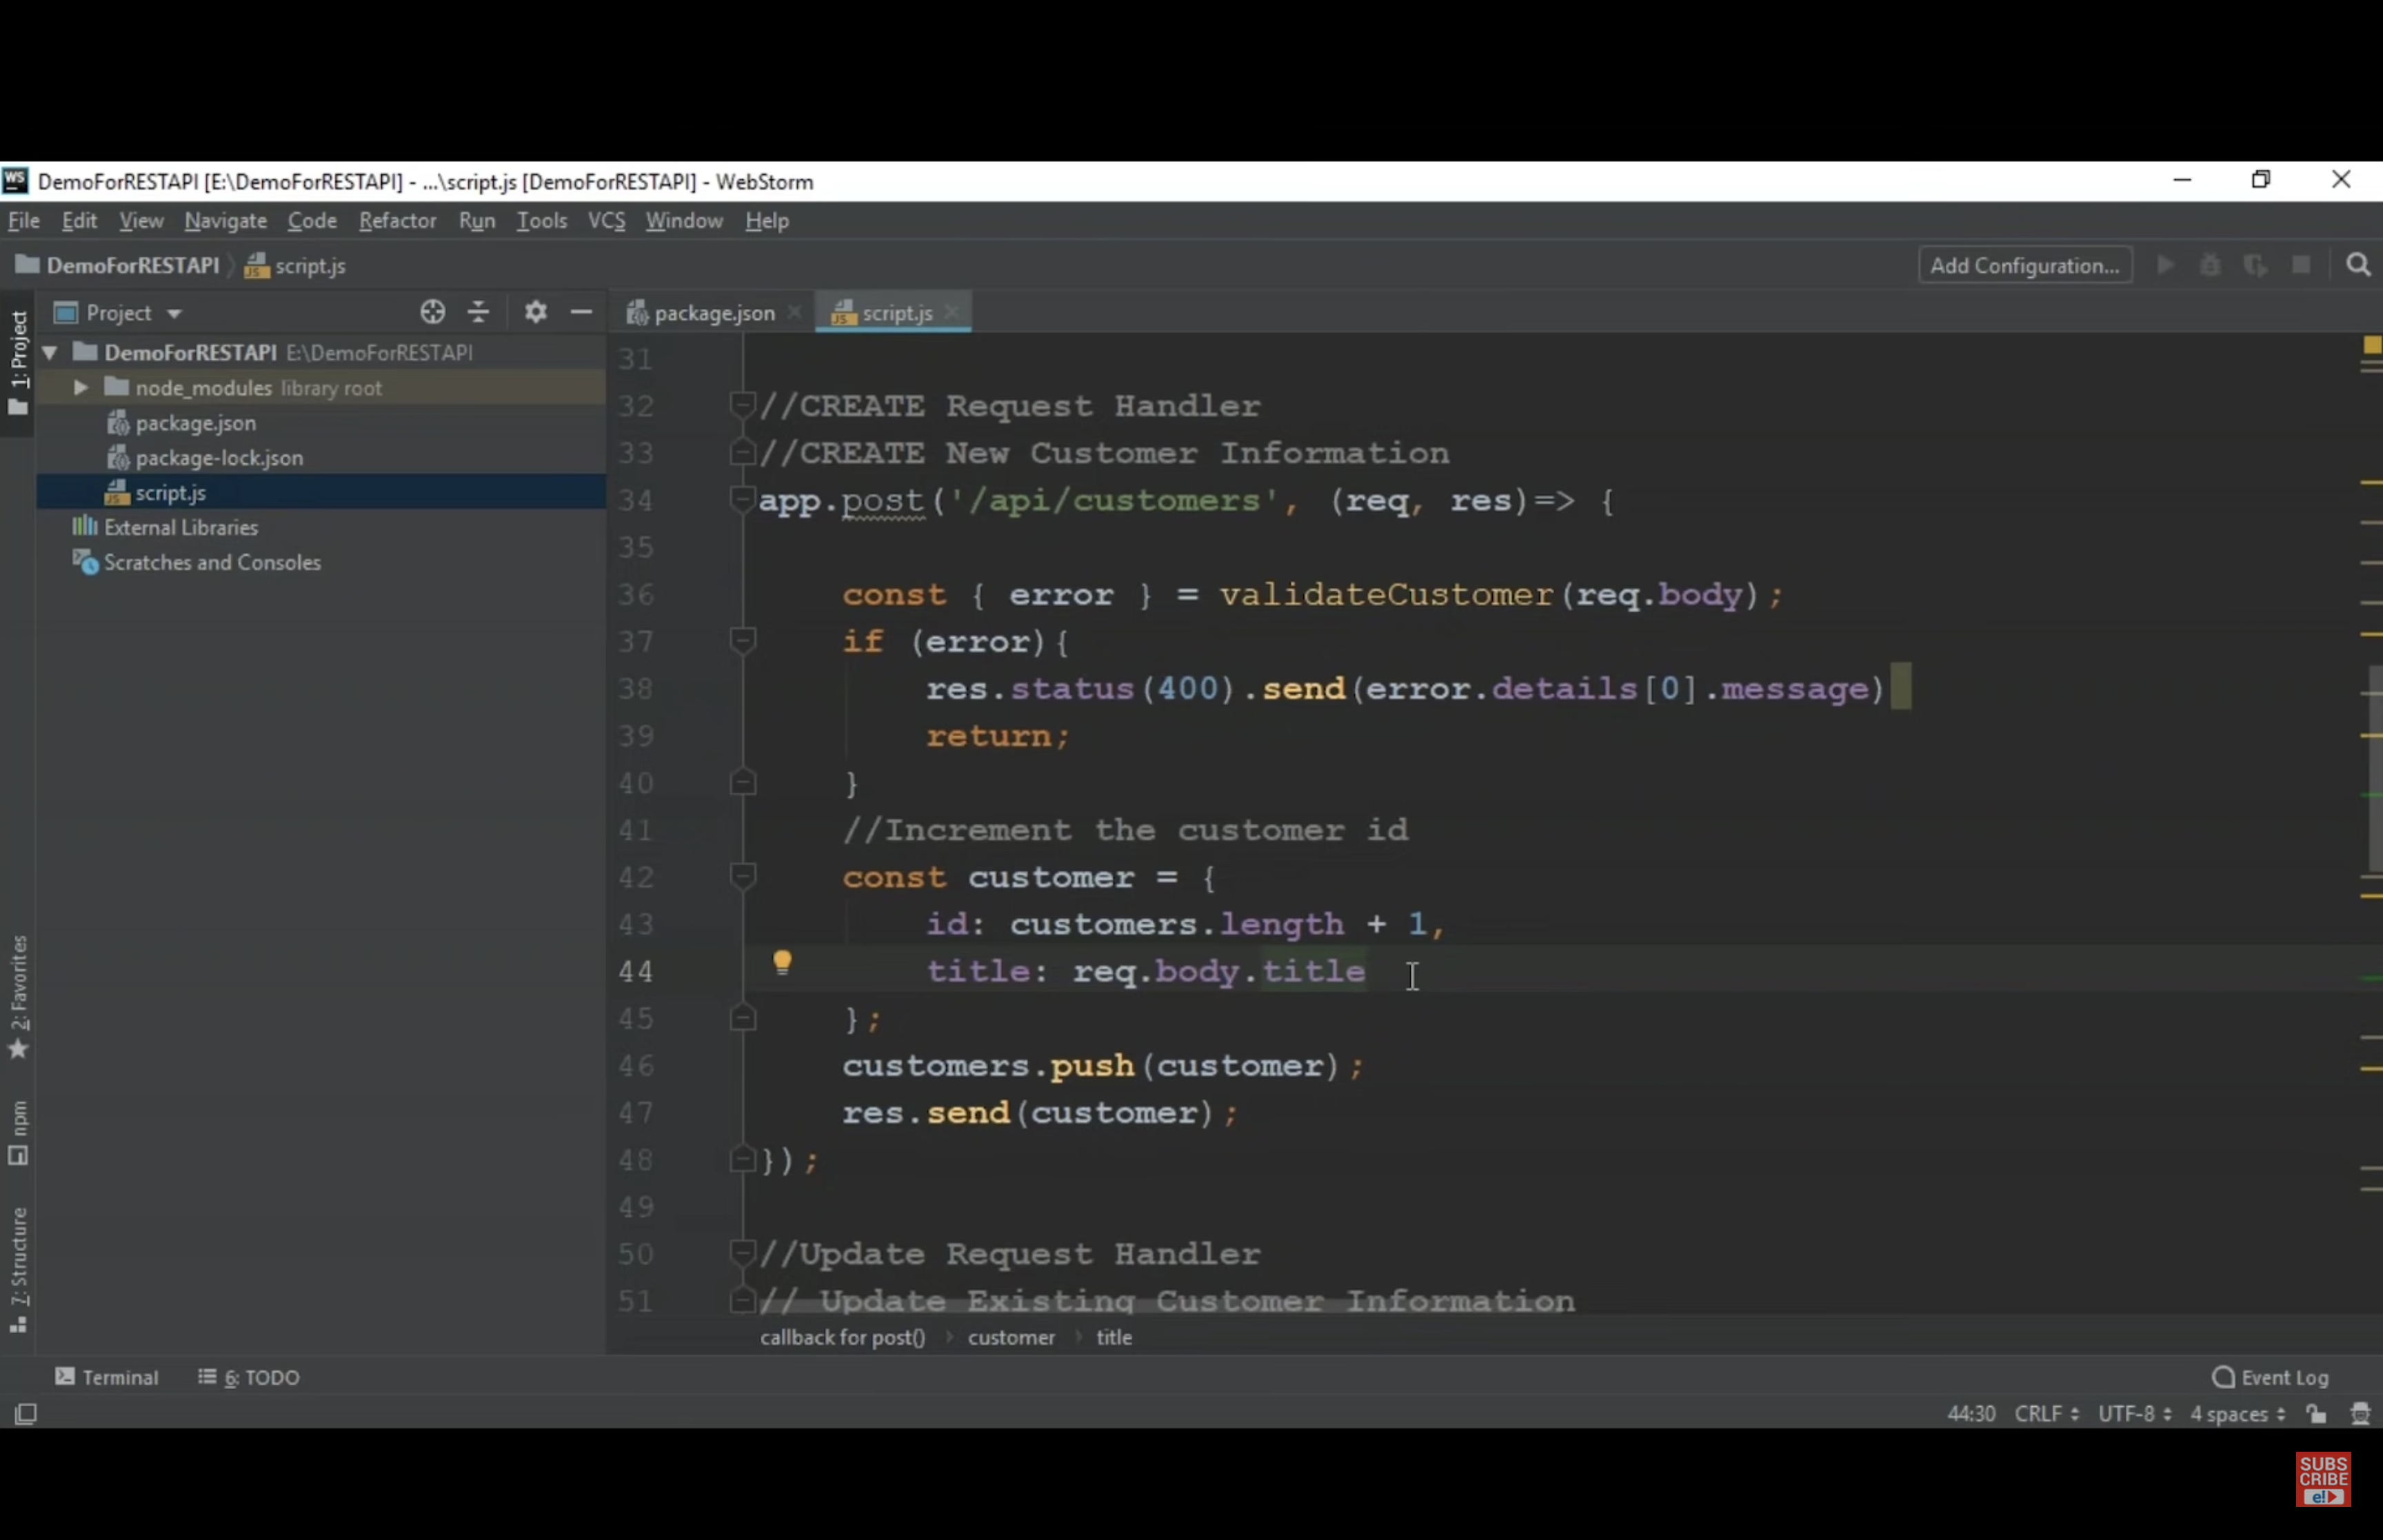 WS DemoForRESTAPI [E:\DemoForRESTAPI] - ...\script.js [DemoForRESTAPI] - WebStorm
File Edit View Navigate Code Refactor Run Tools VCS Window Help
DemoForRESTAPI script.js Add Configuration...
1: Project
Project
DemoForRESTAPI E:\DemoForRESTAPI
node_modules library root
package.json
package-lock.json
script.js
External Libraries
Scratches and Consoles
2: Favorites
npm
7: Structure
package.json script.js
31
32 //CREATE Request Handler
33 //CREATE New Customer Information
34 app.post('/api/customers', (req, res)=> {
35
36 const { error } = validateCustomer(req.body);
37 if (error){
38 res.status(400).send(error.details[0].message)
39 return;
40 }
41 //Increment the customer id
42 const customer = {
43 id: customers.length + 1,
44 title: req.body.title
45 };
46 customers.push(customer);
47 res.send(customer);
48 });
49
50 //Update Request Handler
51 // Update Existing Customer Information
callback for post() customer title
Terminal 6: TODO Event Log
44:30 CRLF UTF-8 4 spaces
SUBS
CRIBE
e!